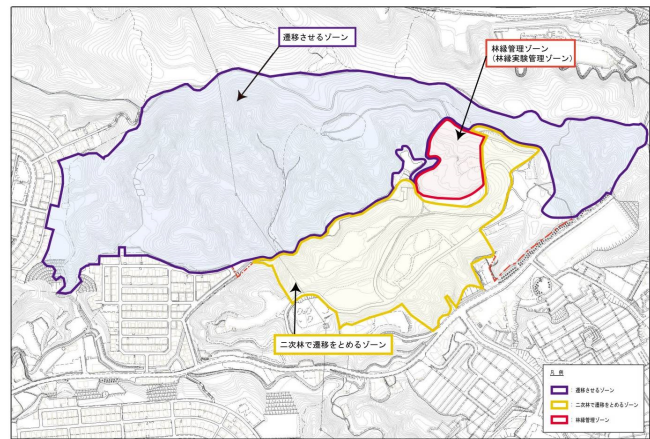 遷移させるゾーン
林縁管理ゾーン
(林縁実験管理ゾーン)
二次林で遷移をとめるゾーン
凡 例
遷移させるゾーン
二次林で遷移をとめるゾーン
林縁管理ゾーン